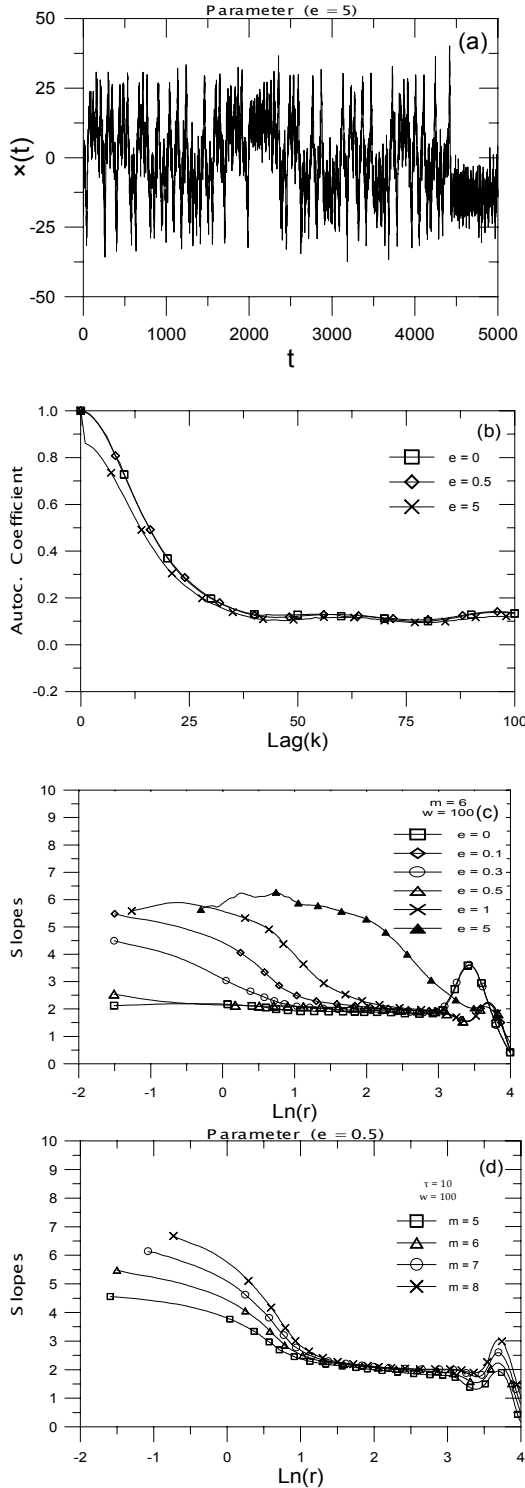 Parameter (e = 5)
(a)
50
25
0
-25
-50
x(t)
0 1000 2000 3000 4000 5000
t
(b)
1.0
0.8
0.6
0.4
0.2
0.0
-0.2
Autoc. Coefficient
e = 0
e = 0.5
e = 5
0 25 50 75 100
Lag(k)
m = 6
w = 100
(c)
10
9
8
7
6
5
4
3
2
1
0
Slopes
e = 0
e = 0.1
e = 0.3
e = 0.5
e = 1
e = 5
-2 -1 0 1 2 3 4
Ln(r)
Parameter (e = 0.5)
(d)
10
9
8
7
6
5
4
3
2
1
0
Slopes
τ = 10
w = 100
m = 5
m = 6
m = 7
m = 8
-2 -1 0 1 2 3 4
Ln(r)